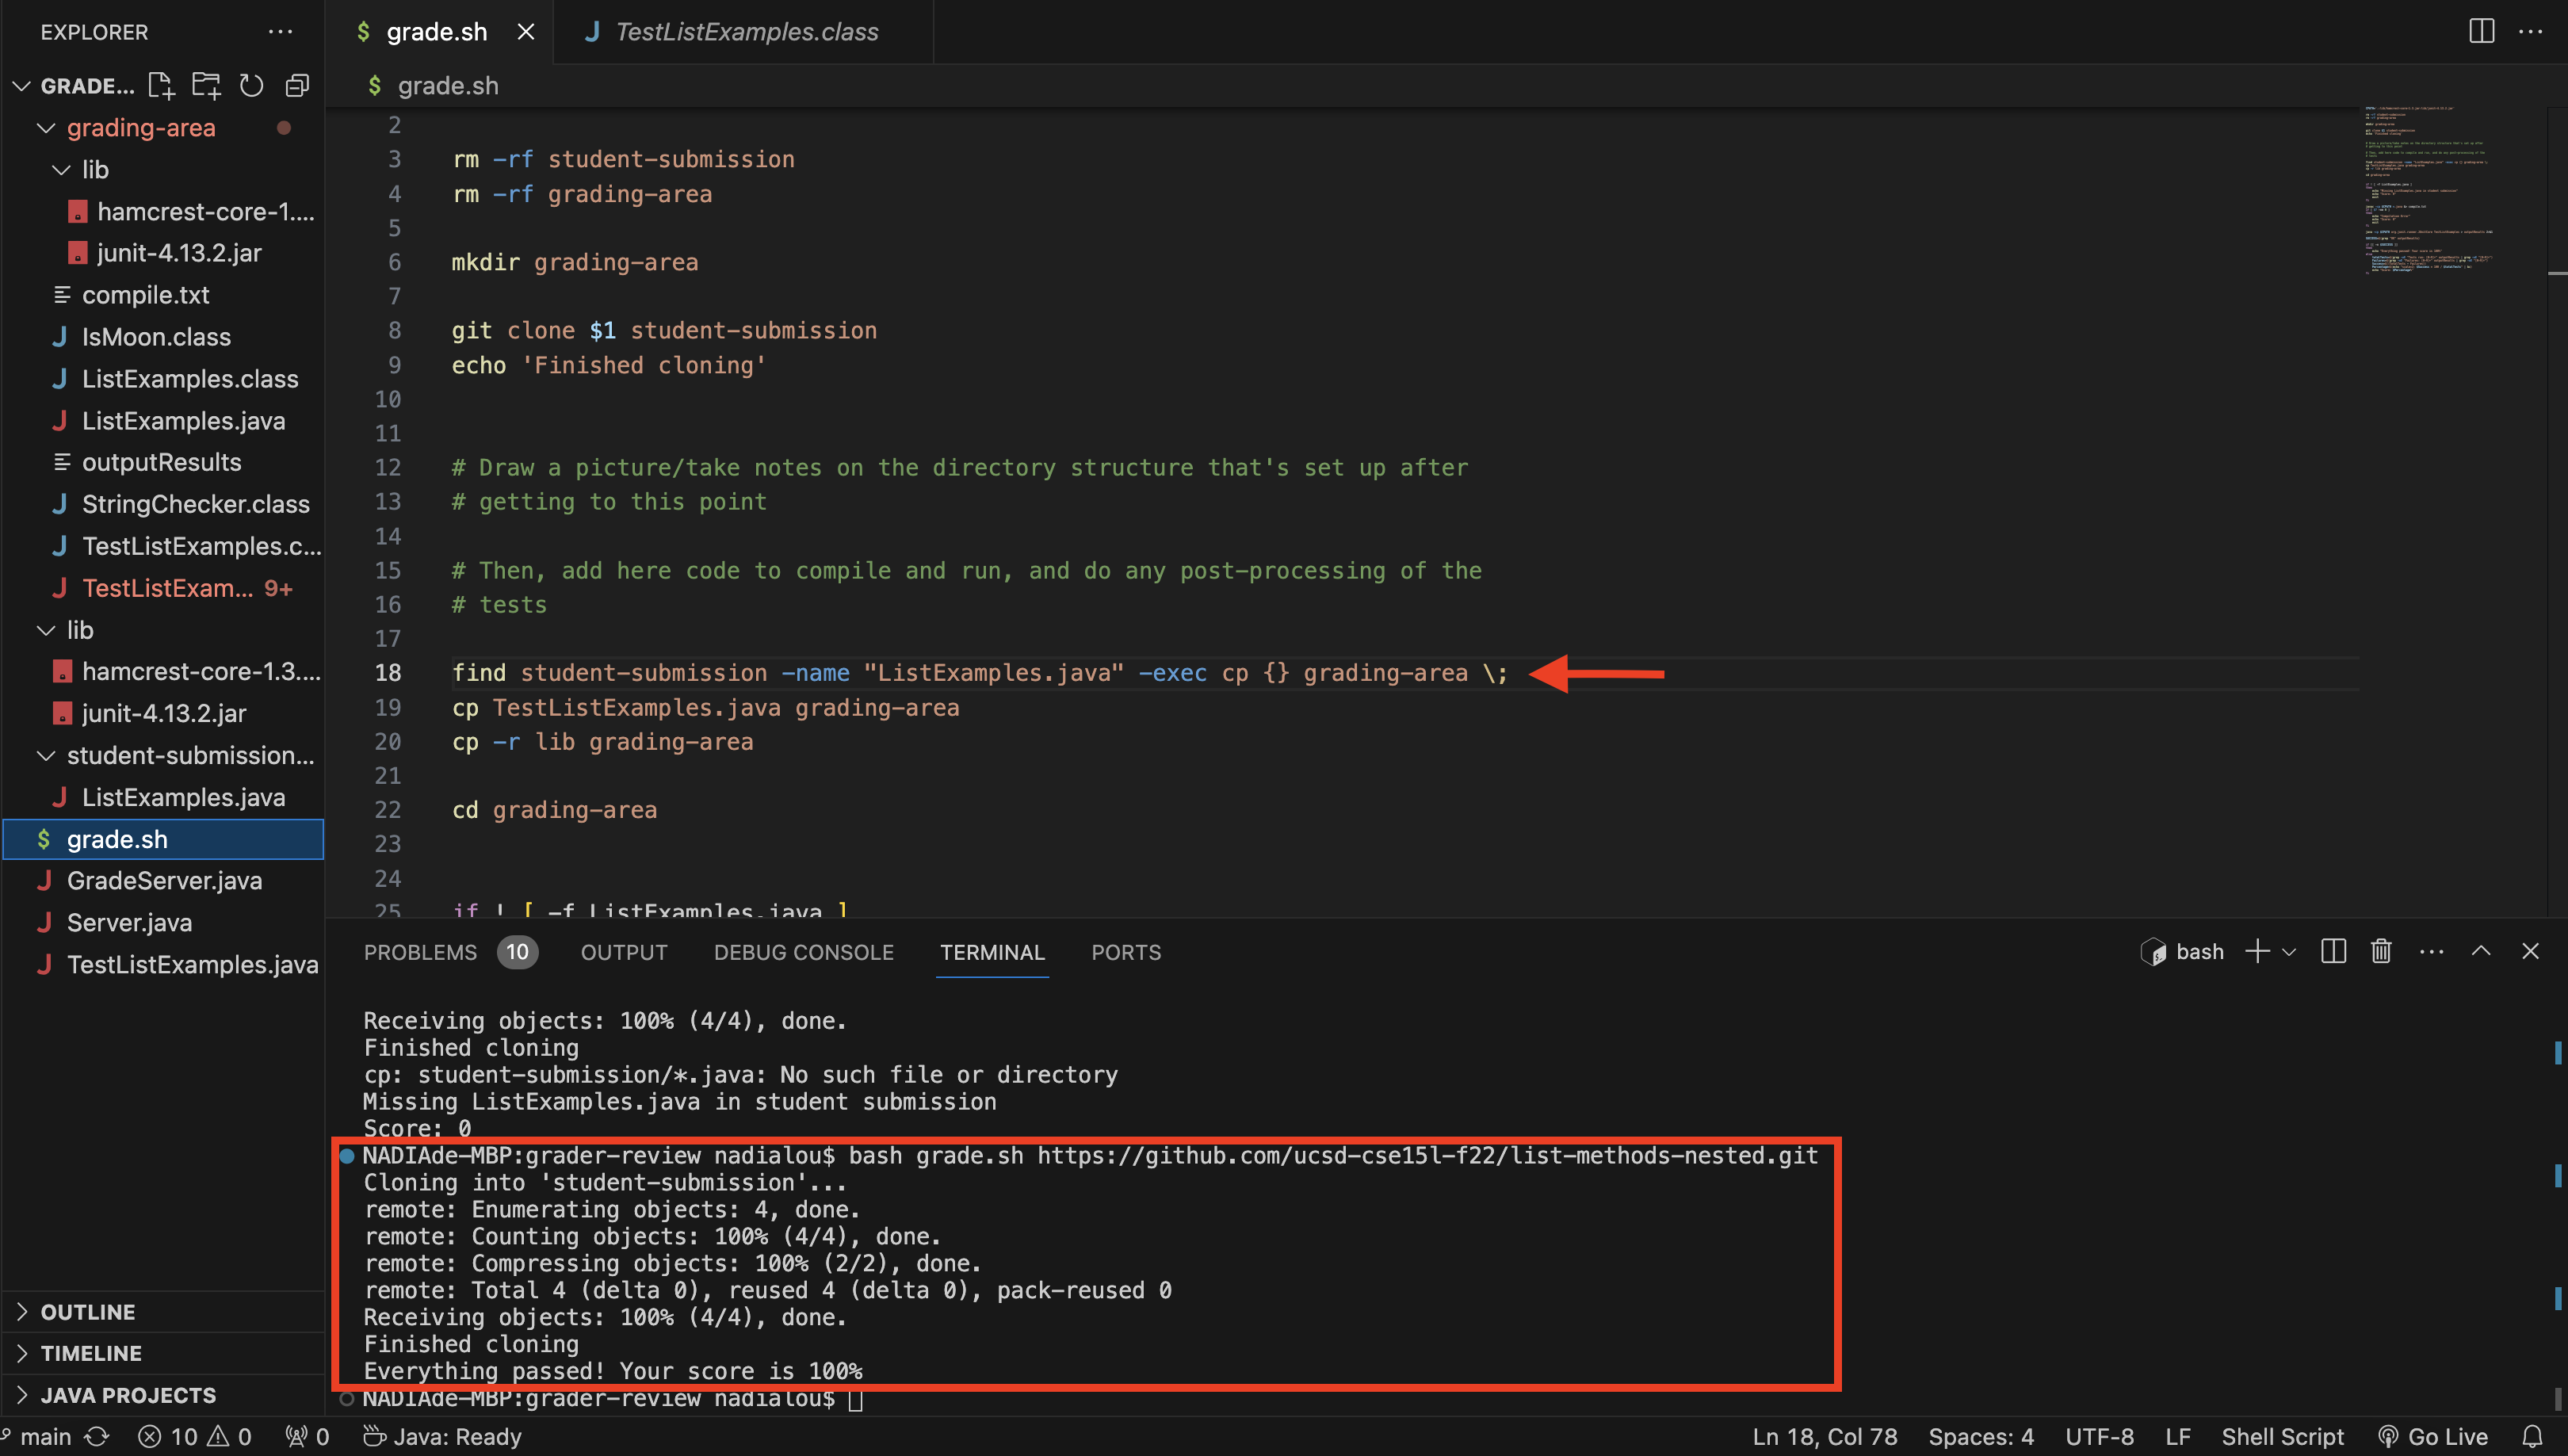 EXPLORER
GRADE...
grading-area
lib
hamcrest-core-1....
junit-4.13.2.jar
compile.txt
IsMoon.class
ListExamples.class
ListExamples.java
outputResults
StringChecker.class
TestListExamples.c...
TestListExam... 9+
lib
hamcrest-core-1.3....
junit-4.13.2.jar
student-submission...
ListExamples.java
$ grade.sh
GradeServer.java
Server.java
TestListExamples.java
OUTLINE
TIMELINE
JAVA PROJECTS
$ grade.sh
TestListExamples.class
$ grade.sh
2
3 rm -rf student-submission
4 rm -rf grading-area
5
6 mkdir grading-area
7
8 git clone $1 student-submission
9 echo 'Finished cloning'
10
11
12 # Draw a picture/take notes on the directory structure that's set up after
13 # getting to this point
14
15 # Then, add here code to compile and run, and do any post-processing of the
16 # tests
17
18 find student-submission -name "ListExamples.java" -exec cp {} grading-area \;
19 cp TestListExamples.java grading-area
20 cp -r lib grading-area
21
22 cd grading-area
23
24
25 if ! [ -f ListExamples.java ]
PROBLEMS 10 OUTPUT DEBUG CONSOLE TERMINAL PORTS
bash
Receiving objects: 100% (4/4), done.
Finished cloning
cp: student-submission/*.java: No such file or directory
Missing ListExamples.java in student submission
Score: 0
NADIAde-MBP:grader-review nadialou$ bash grade.sh https://github.com/ucsd-cse15l-f22/list-methods-nested.git
Cloning into 'student-submission'...
remote: Enumerating objects: 4, done.
remote: Counting objects: 100% (4/4), done.
remote: Compressing objects: 100% (2/2), done.
remote: Total 4 (delta 0), reused 4 (delta 0), pack-reused 0
Receiving objects: 100% (4/4), done.
Finished cloning
Everything passed! Your score is 100%
NADIAde-MBP:grader-review nadialou$
main 10 0 0 Java: Ready Ln 18, Col 78 Spaces: 4 UTF-8 LF Shell Script Go Live